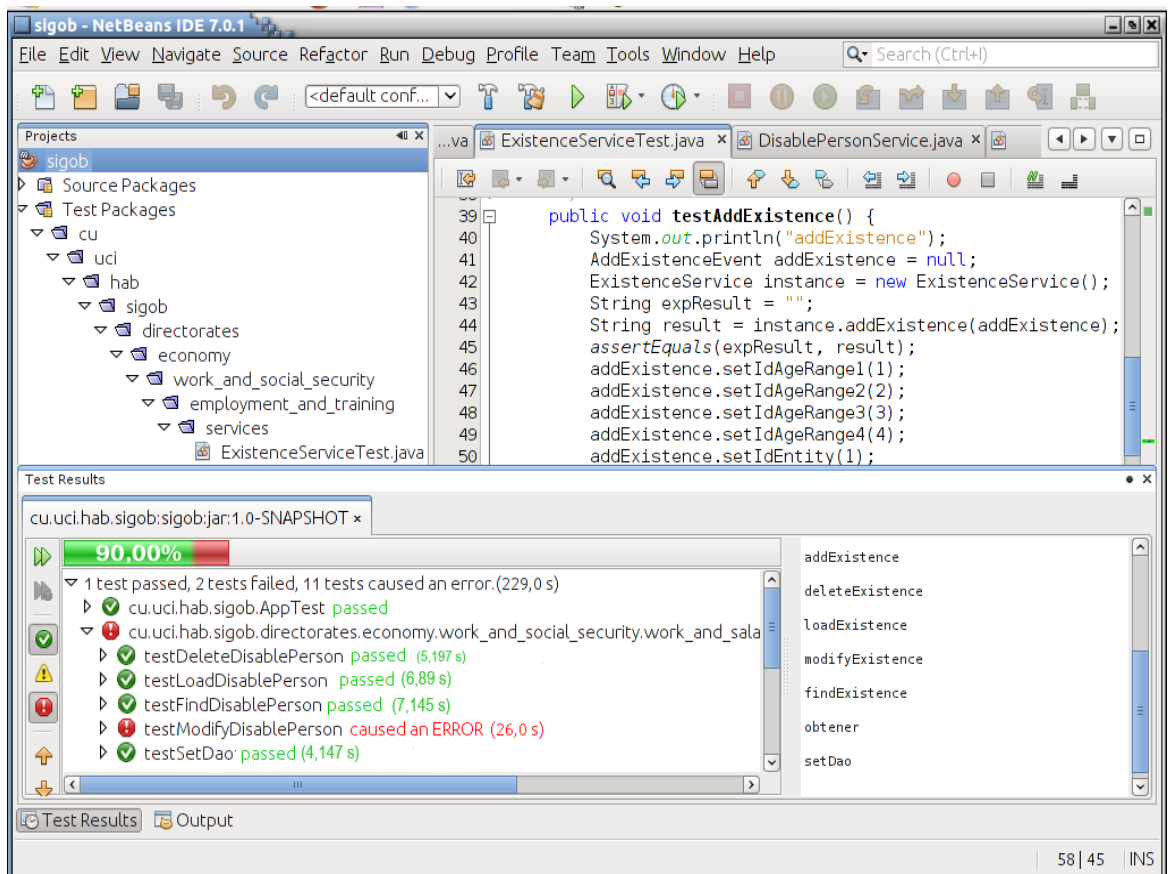 sigob - NetBeans IDE 7.0.1
File Edit View Navigate Source Refactor Run Debug Profile Team Tools Window Help
Search (Ctrl+I)
<default conf...
Projects
sigob
Source Packages
Test Packages
cu
uci
hab
sigob
directorates
economy
work_and_social_security
employment_and_training
services
ExistenceServiceTest.java
...va ExistenceServiceTest.java DisablePersonService.java
39 public void testAddExistence() {
40 System.out.println("addExistence");
41 AddExistenceEvent addExistence = null;
42 ExistenceService instance = new ExistenceService();
43 String expResult = "";
44 String result = instance.addExistence(addExistence);
45 assertEquals(expResult, result);
46 addExistence.setIdAgeRange1(1);
47 addExistence.setIdAgeRange2(2);
48 addExistence.setIdAgeRange3(3);
49 addExistence.setIdAgeRange4(4);
50 addExistence.setIdEntity(1);
Test Results
cu.uci.hab.sigob:sigob:jar:1.0-SNAPSHOT
90,00%
1 test passed, 2 tests failed, 11 tests caused an error.(229,0 s)
cu.uci.hab.sigob.AppTest passed
cu.uci.hab.sigob.directorates.economy.work_and_social_security.work_and_sala
testDeleteDisablePerson passed (5,197 s)
testLoadDisablePerson passed (6,89 s)
testFindDisablePerson passed (7,145 s)
testModifyDisablePerson caused an ERROR (26,0 s)
testSetDao passed (4,147 s)
addExistence
deleteExistence
loadExistence
modifyExistence
findExistence
obtener
setDao
Test Results Output
58|45 INS